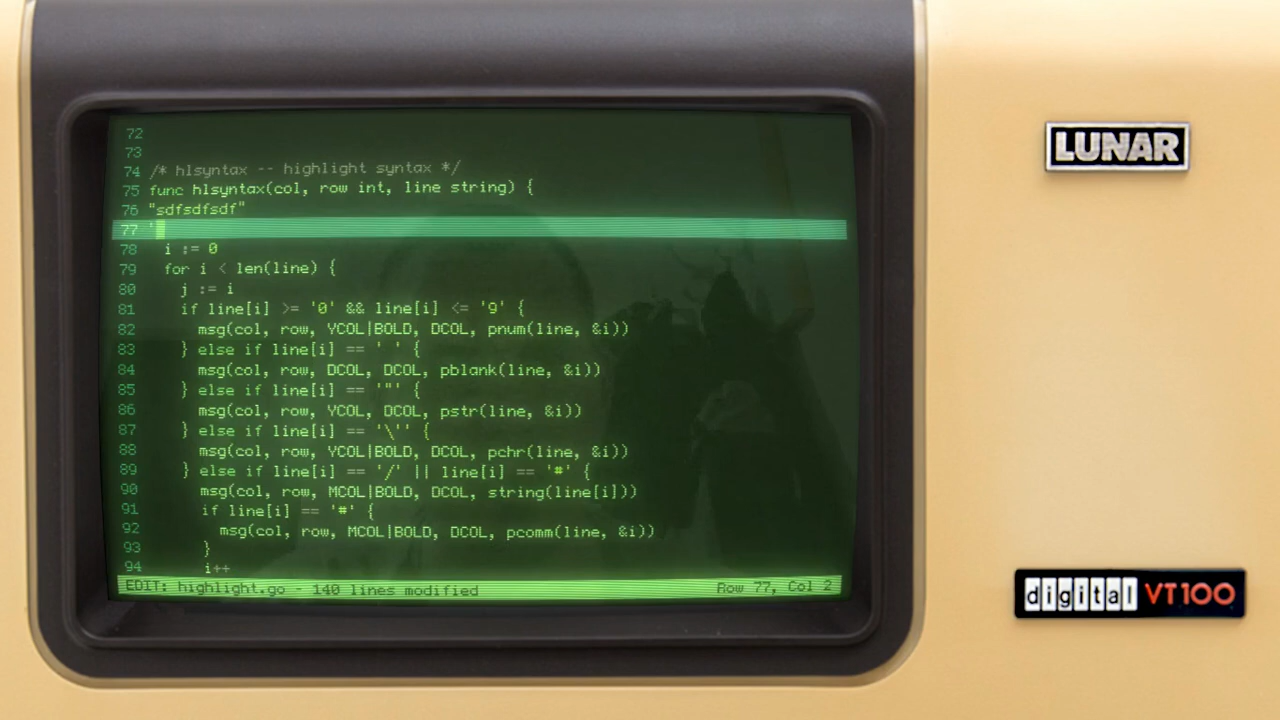 72
73
74 /* hlsyntax -- highlight syntax */
75 func hlsyntax(col, row int, line string) {
76 "sdfsdfsdf"
77 '
78   i := 0
79   for i < len(line) {
80     j := i
81     if line[i] >= '0' && line[i] <= '9' {
82       msg(col, row, YCOL|BOLD, DCOL, pnum(line, &i))
83     } else if line[i] == ' ' {
84       msg(col, row, DCOL, DCOL, pblank(line, &i))
85     } else if line[i] == '"' {
86       msg(col, row, YCOL, DCOL, pstr(line, &i))
87     } else if line[i] == '\'' {
88       msg(col, row, YCOL|BOLD, DCOL, pchr(line, &i))
89     } else if line[i] == '/' || line[i] == '#' {
90       msg(col, row, MCOL|BOLD, DCOL, string(line[i]))
91       if line[i] == '#' {
92         msg(col, row, MCOL|BOLD, DCOL, pcomm(line, &i))
93       }
94       i++
EDIT: highlight.go - 140 lines modified Row 77, Col 2
LUNAR
digital VT100